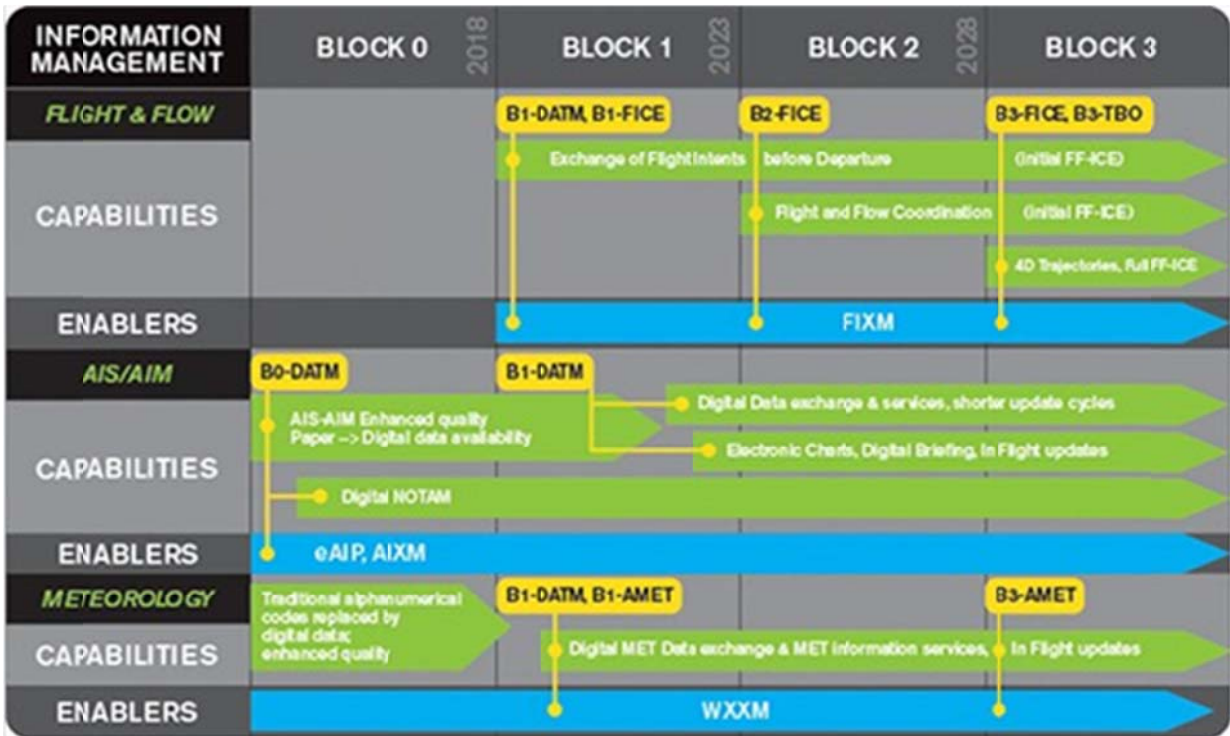 INFORMATION
MANAGEMENT
BLOCK 0
2018
BLOCK 1
2023
BLOCK 2
2028
BLOCK 3
FLIGHT & FLOW
B1-DATM, B1-FICE
B2-FICE
B3-FICE, B3-TBO
CAPABILITIES
Exchange of Flight Intents before Departure (Initial FF-ICE)
Flight and Flow Coordination (Initial FF-ICE)
4D Trajectories, Full FF-ICE
ENABLERS
FIXM
AIS/AIM
B0-DATM
B1-DATM
CAPABILITIES
AIS-AIM Enhanced quality
Paper --> Digital data availability
Digital Data exchange & services, shorter update cycles
Electronic Charts, Digital Briefing, In Flight updates
Digital NOTAM
ENABLERS
eAIP, AIXM
METEOROLOGY
B1-DATM, B1-AMET
B3-AMET
CAPABILITIES
Traditional alphanumerical
codes replaced by
digital data;
enhanced quality
Digital MET Data exchange & MET information services, In Flight updates
ENABLERS
WXXM